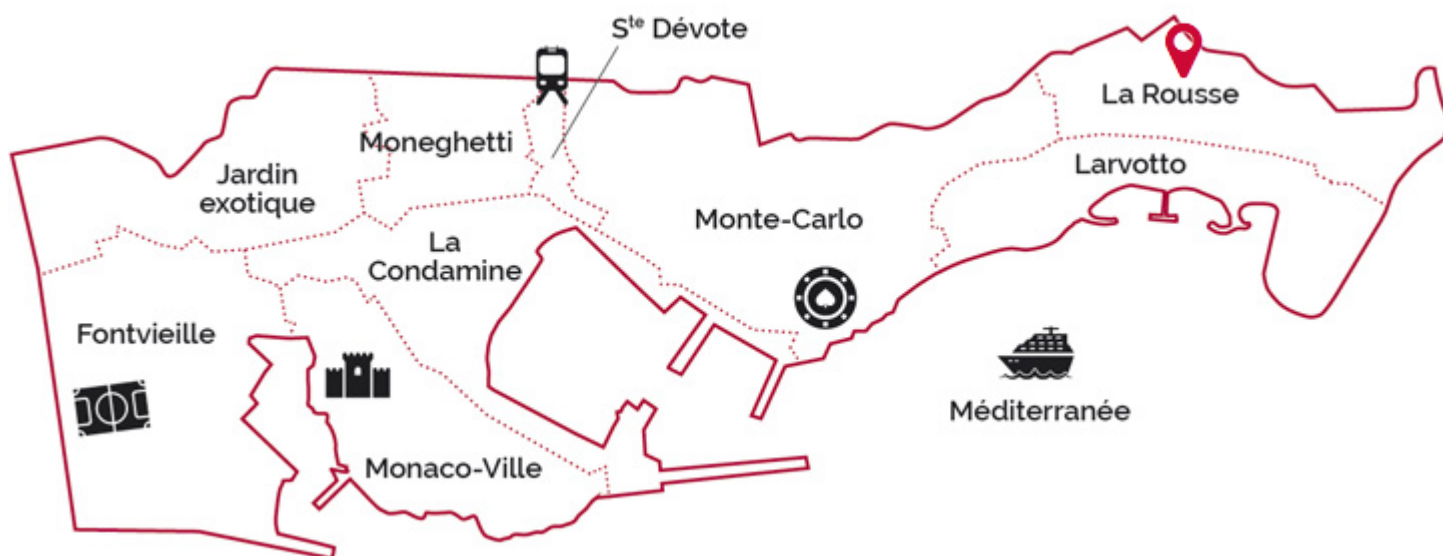 Sᵗᵉ Dévote
La Rousse
Moneghetti
Larvotto
Jardin
exotique
Monte-Carlo
La
Condamine
Fontvieille
Méditerranée
Monaco-Ville